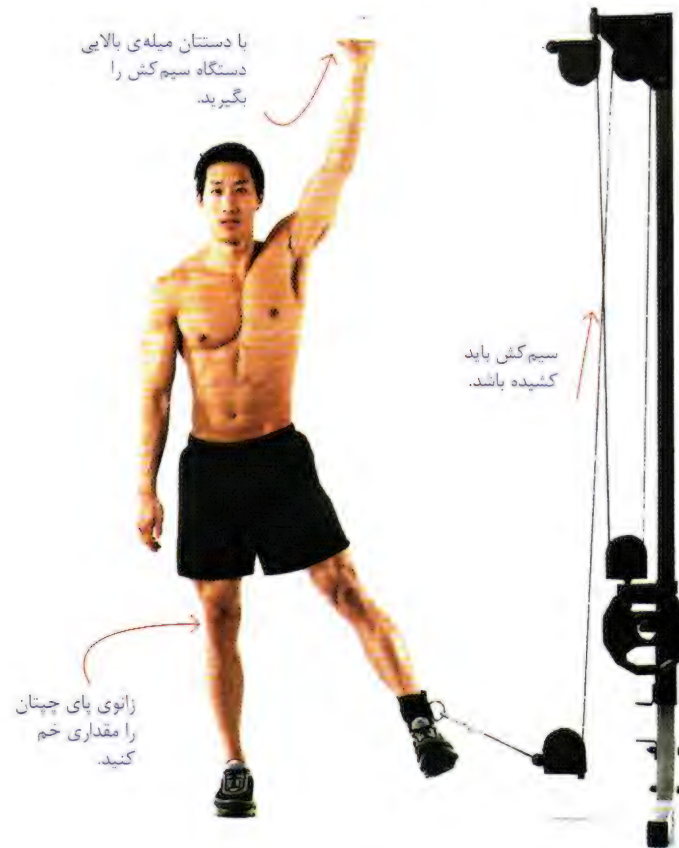 با دستتان میله‌ی بالایی
دستگاه سیم‌کش را
بگیرید.
سیم‌کش باید
کشیده باشد.
زانوی پای چپتان
را مقداری خم
کنید.